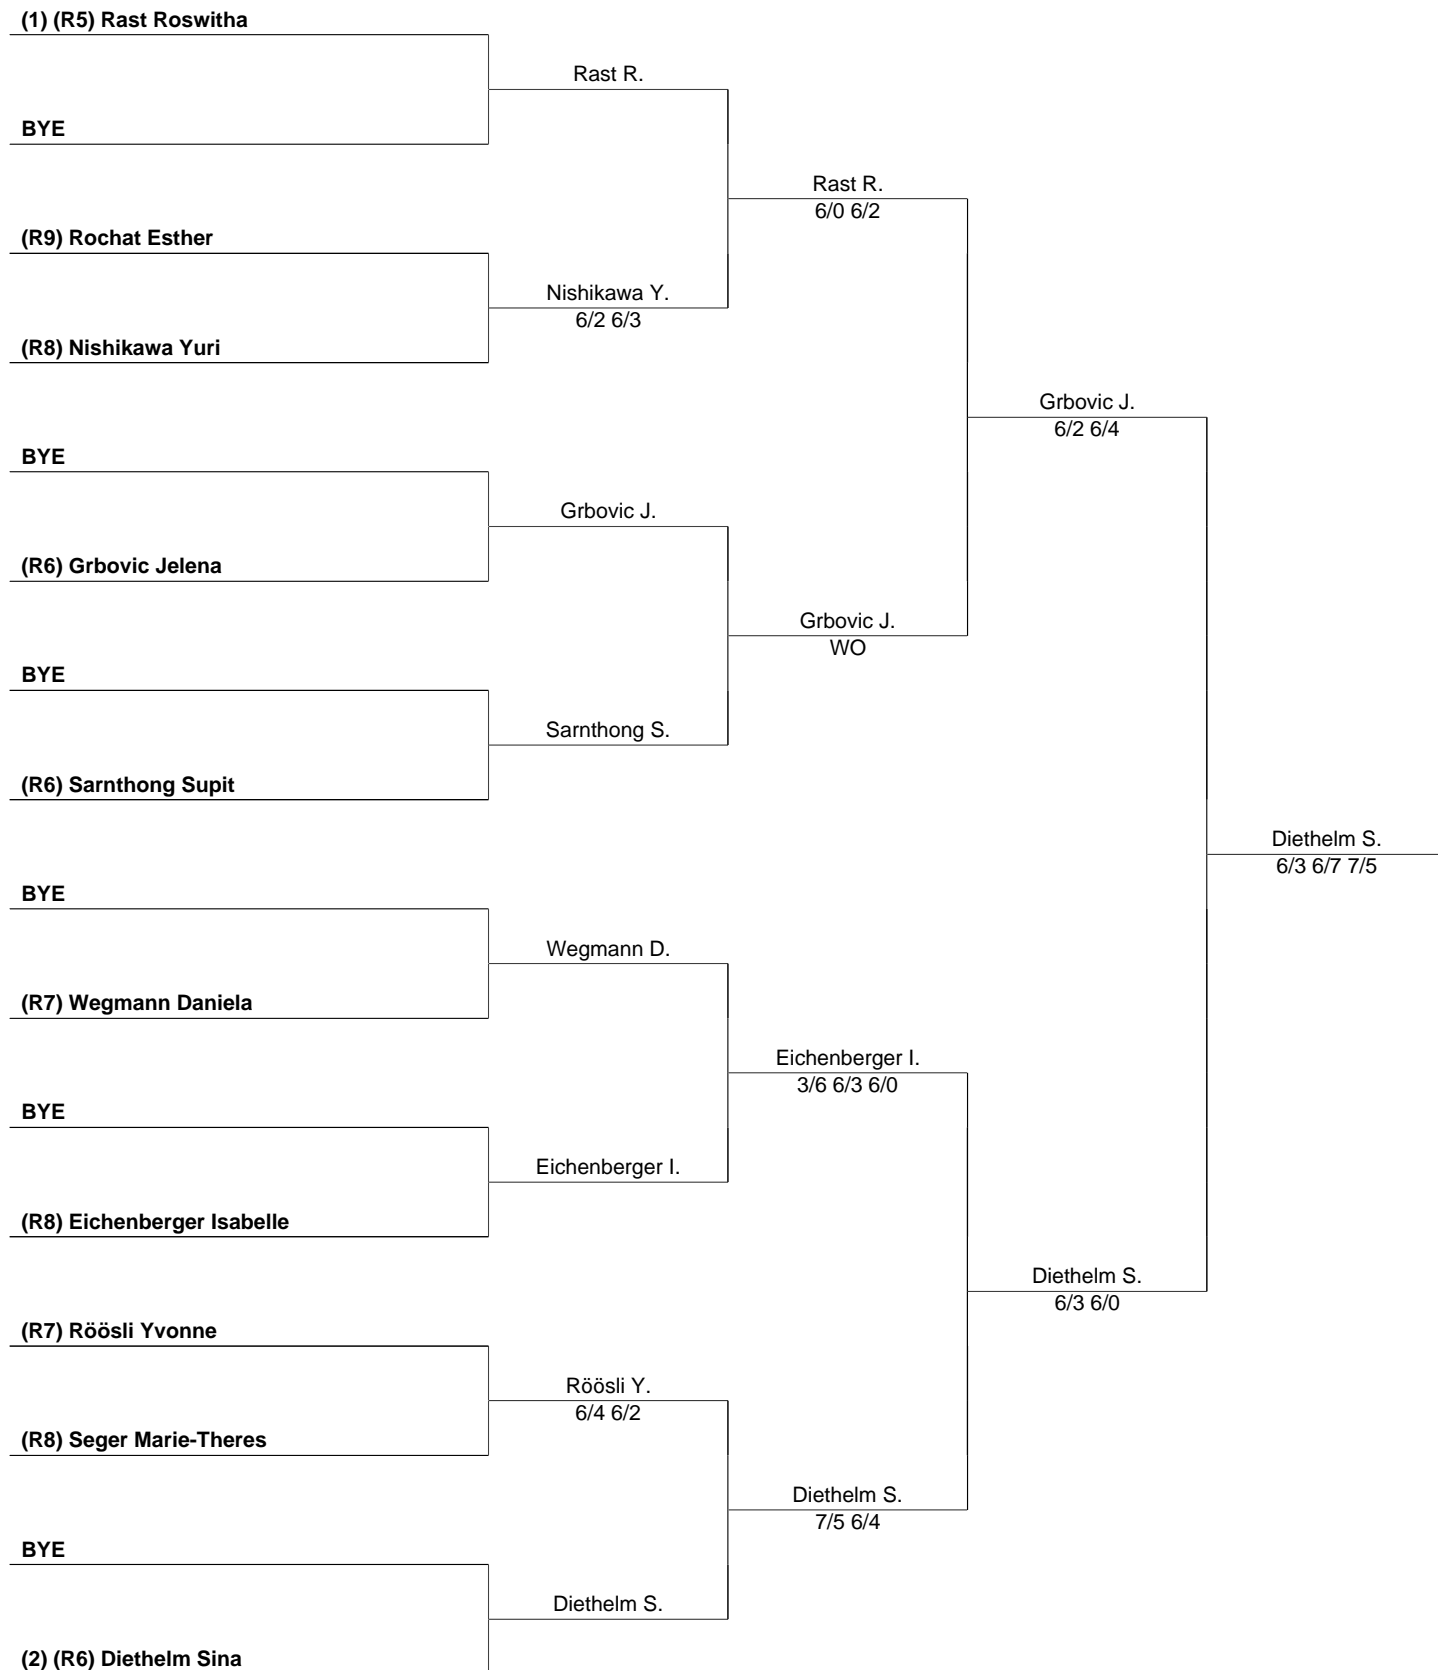 (1) (R5) Rast Roswitha
Rast R.
BYE
Rast R.
6/0 6/2
(R9) Rochat Esther
Nishikawa Y.
6/2 6/3
(R8) Nishikawa Yuri
Grbovic J.
6/2 6/4
BYE
Grbovic J.
(R6) Grbovic Jelena
Grbovic J.
WO
BYE
Sarnthong S.
(R6) Sarnthong Supit
Diethelm S.
6/3 6/7 7/5
BYE
Wegmann D.
(R7) Wegmann Daniela
Eichenberger I.
3/6 6/3 6/0
BYE
Eichenberger I.
(R8) Eichenberger Isabelle
Diethelm S.
6/3 6/0
(R7) Röösli Yvonne
Röösli Y.
6/4 6/2
(R8) Seger Marie-Theres
Diethelm S.
7/5 6/4
BYE
Diethelm S.
(2) (R6) Diethelm Sina